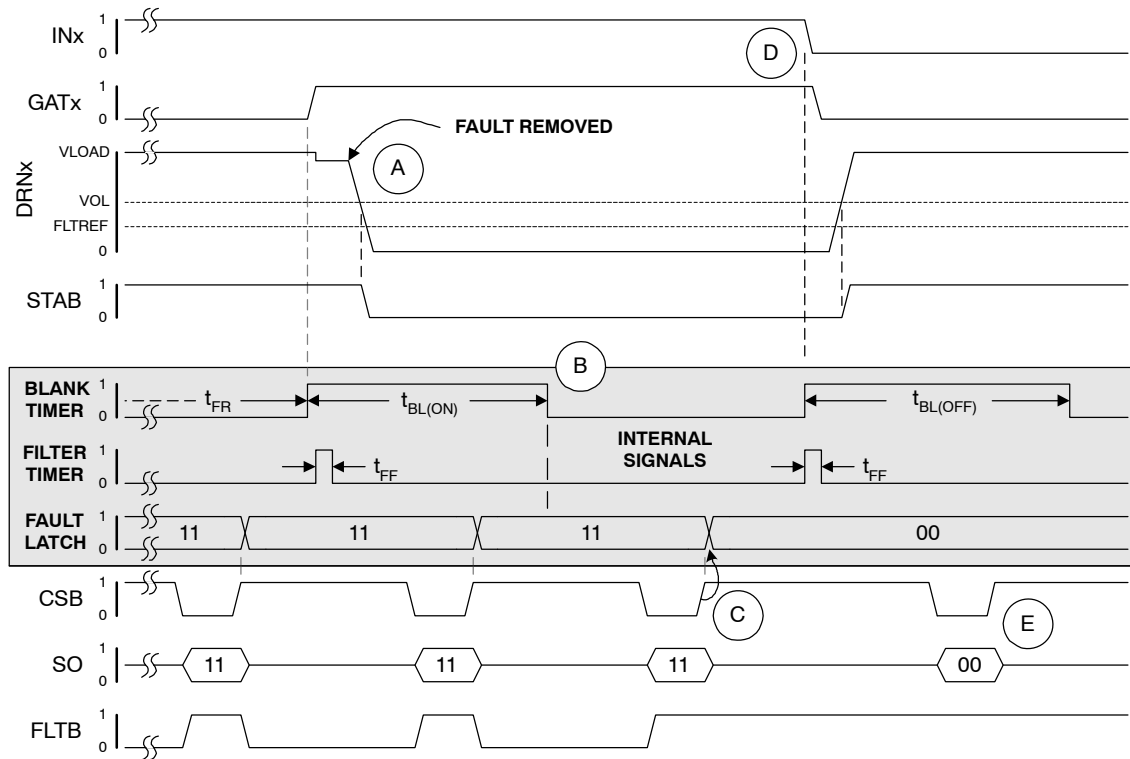 INx 1 0
D
GATx 1 0
FAULT REMOVED
A
DRNx VLOAD VOL FLTREF 0
STAB 1 0
B
BLANK TIMER 1 0 tFR tBL(ON) tBL(OFF)
INTERNAL SIGNALS
FILTER TIMER 1 0 tFF tFF
FAULT LATCH 1 0 11 11 11 00
CSB 1 0
C
E
SO 1 0 11 11 11 00
FLTB 1 0